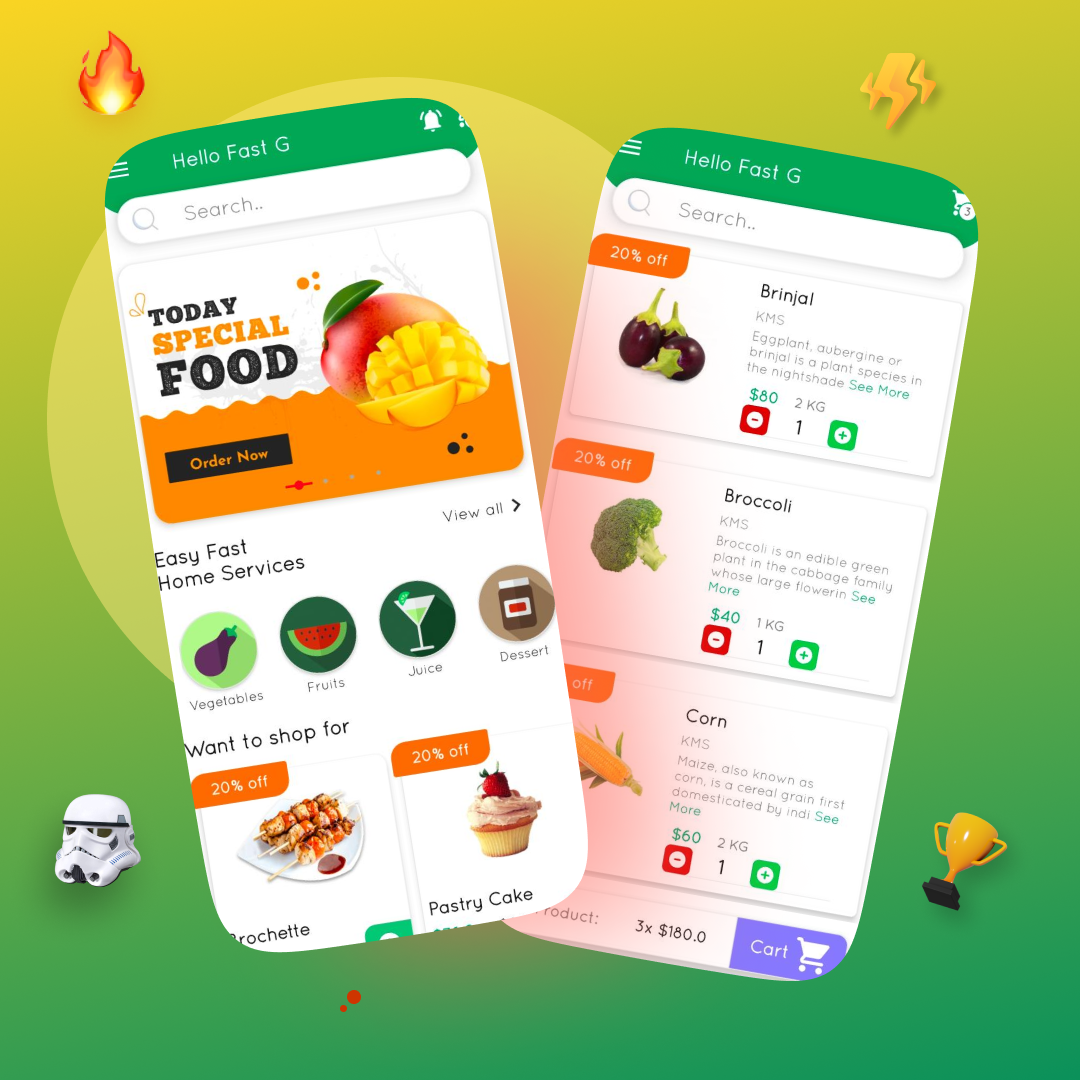 Hello Fast G
Search..
TODAY
SPECIAL
FOOD
Order Now
View all
Easy Fast
Home Services
Vegetables
Fruits
Juice
Dessert
Want to shop for
20% off
20% off
Brochette
Pastry Cake
Hello Fast G
3
Search..
20% off
Brinjal
KMS
Eggplant, aubergine or
brinjal is a plant species in
the nightshade See More
$80 2 KG
1
20% off
Broccoli
KMS
Broccoli is an edible green
plant in the cabbage family
whose large flowerin See
More
$40 1 KG
1
off
Corn
KMS
Maize, also known as
corn, is a cereal grain first
domesticated by indi See
More
$60 2 KG
1
roduct: 3x $180.0
Cart